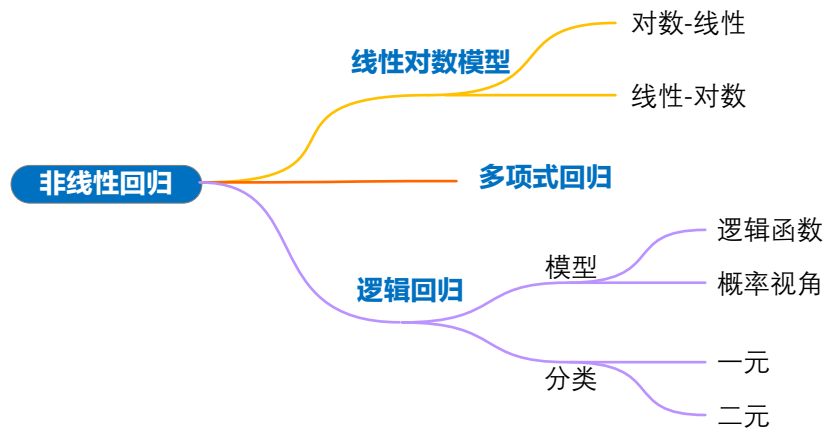 对数-线性
线性对数模型
线性-对数
非线性回归
多项式回归
逻辑函数
模型
概率视角
逻辑回归
一元
分类
二元